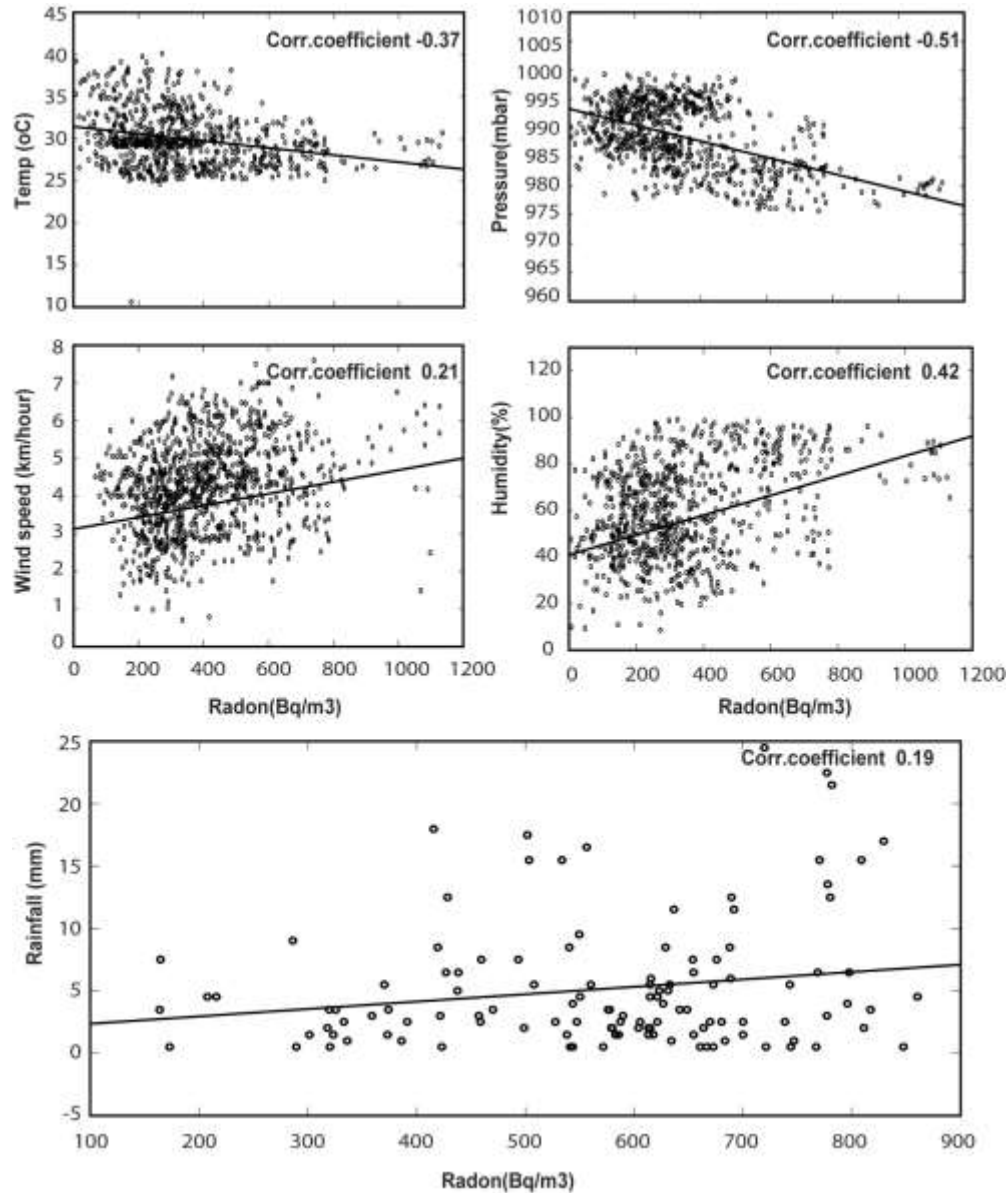 Corr.coefficient -0.37
Temp (oC)
45
40
35
30
25
20
15
10
Corr.coefficient -0.51
Pressure(mbar)
1010
1005
1000
995
990
985
980
975
970
965
960
Corr.coefficient 0.21
Wind speed (km/hour)
8
7
6
5
4
3
2
1
0
0 200 400 600 800 1000 1200
Radon(Bq/m3)
Corr.coefficient 0.42
Humidity(%)
120
100
80
60
40
20
0
0 200 400 600 800 1000 1200
Radon(Bq/m3)
Corr.coefficient 0.19
Rainfall (mm)
25
20
15
10
5
0
-5
100 200 300 400 500 600 700 800 900
Radon(Bq/m3)